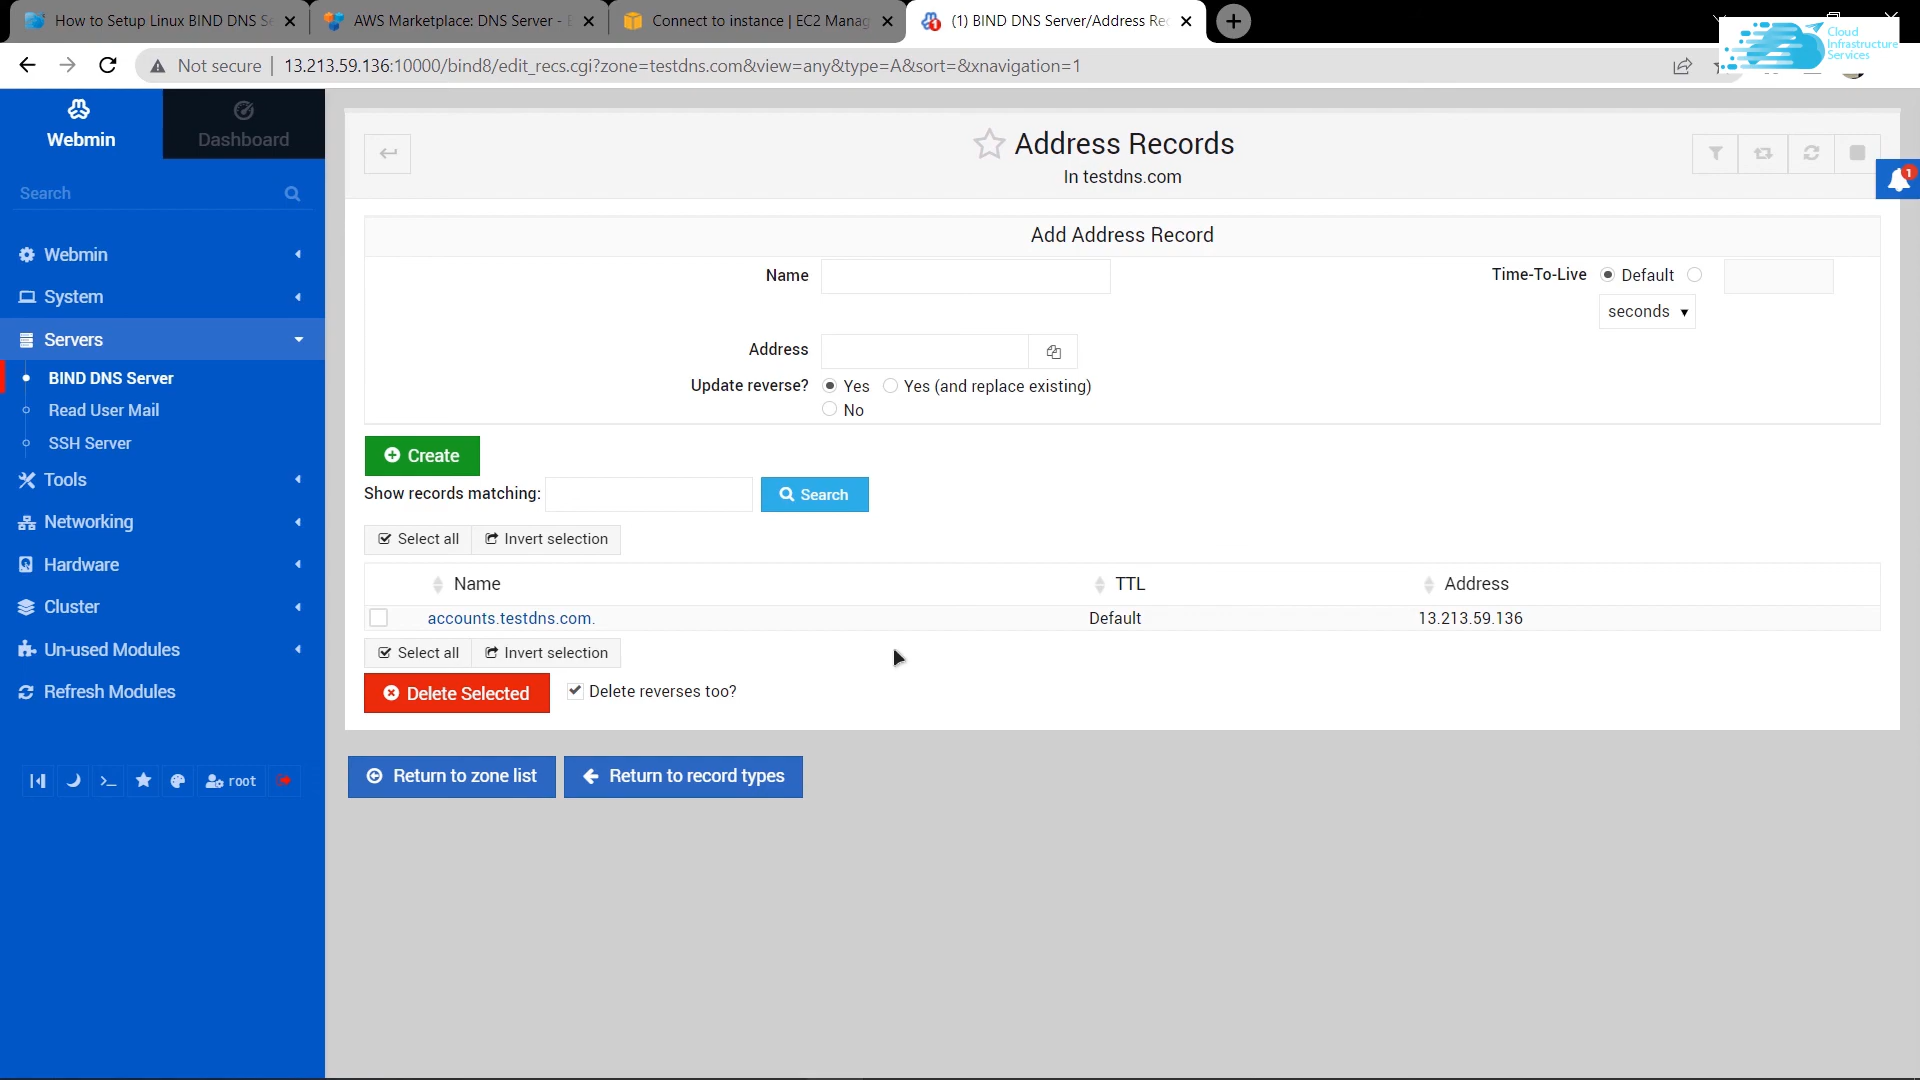 How to Setup Linux BIND DNS Se
AWS Marketplace: DNS Server -
Connect to instance | EC2 Manag
(1) BIND DNS Server/Address Rec
Cloud
Infrastructure
Services
Not secure
13.213.59.136:10000/bind8/edit_recs.cgi?zone=testdns.com&view=any&type=A&sort=&xnavigation=1
Webmin
Dashboard
Search
Webmin
System
Servers
BIND DNS Server
Read User Mail
SSH Server
Tools
Networking
Hardware
Cluster
Un-used Modules
Refresh Modules
root
Address Records
In testdns.com
1
Add Address Record
Name
Time-To-Live Default
seconds
Address
Update reverse? Yes Yes (and replace existing)
No
Create
Show records matching: Search
Select all Invert selection
Name TTL Address
accounts.testdns.com. Default 13.213.59.136
Select all Invert selection
Delete Selected Delete reverses too?
Return to zone list Return to record types